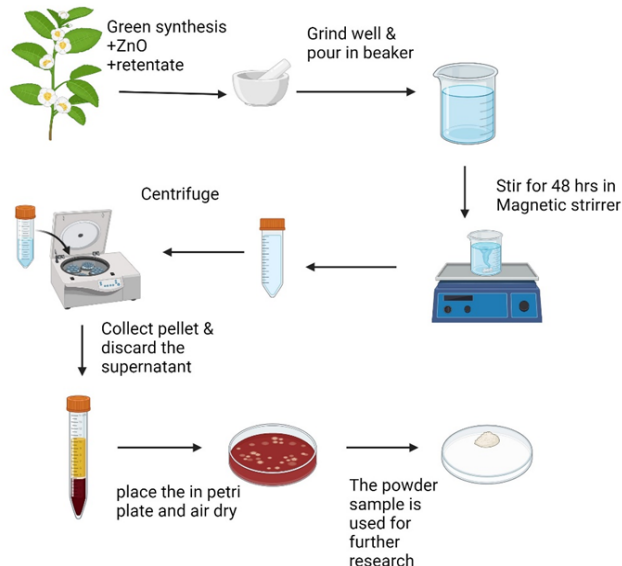 Green synthesis
+ZnO
+retentate
Grind well &
pour in beaker
Stir for 48 hrs in
Magnetic strirrer
Centrifuge
Collect pellet &
discard the
supernatant
place the in petri
plate and air dry
The powder
sample is
used for
further
research